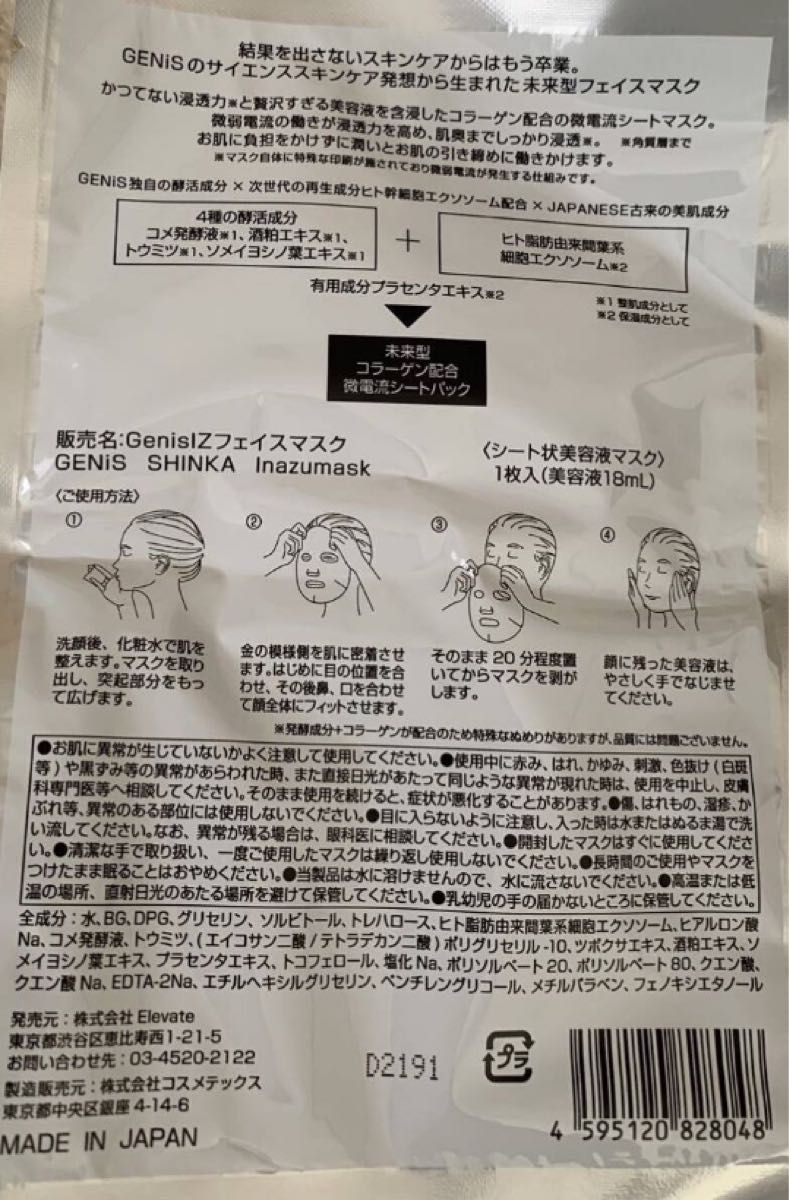 結果を出さないスキンケアからはもう卒業。
GENiSのサイエンススキンケア発想から生まれた未来型フェイスマスク
かつてない浸透力※と贅沢すぎる美容液を含浸したコラーゲン配合の微電流シートマスク。
微弱電流の働きが浸透力を高め、肌奥までしっかり浸透※。 ※角質層まで
お肌に負担をかけずに潤いとお肌の引き締めに働きかけます。
※マスク自体に特殊な印刷が施されており微弱電流が発生する仕組みです。
GENiS独自の酵活成分 × 次世代の再生成分ヒト幹細胞エクソソーム配合 × JAPANESE古来の美肌成分
4種の酵活成分
コメ発酵液※1、酒粕エキス※1、
トウミツ※1、ソメイヨシノ葉エキス※1
+
ヒト脂肪由来間葉系
細胞エクソソーム※2
有用成分プラセンタエキス※2
※1 整肌成分として
※2 保湿成分として
未来型
コラーゲン配合
微電流シートパック
販売名:GenisIZフェイスマスク
GENiS SHINKA Inazumask
〈シート状美容液マスク〉
1枚入(美容液18mL)
〈ご使用方法〉
①
②
③
④
洗顔後、化粧水で肌を
整えます。マスクを取り
出し、突起部分をもっ
て広げます。
金の模様側を肌に密着させ
ます。はじめに目の位置を合
わせ、その後鼻、口を合わせ
て顔全体にフィットさせます。
そのまま20分程度置
いてからマスクを剥が
します。
顔に残った美容液は、
やさしく手でなじませ
てください。
※発酵成分+コラーゲンが配合のため特殊なぬめりがありますが、品質には問題ございません。
●お肌に異常が生じていないかよく注意して使用してください。●使用中に赤み、はれ、かゆみ、刺激、色抜け(白斑
等)や黒ずみ等の異常があらわれた時、また直接日光があたって同じような異常が現れた時は、使用を中止し、皮膚
科専門医等へ相談してください。そのまま使用を続けると、症状が悪化することがあります。●傷、はれもの、湿疹、か
ぶれ等、異常のある部位には使用しないでください。●目に入らないように注意し、入った時は水またはぬるま湯で洗
い流してください。なお、異常が残る場合は、眼科医に相談してください。●開封したマスクはすぐに使用してくださ
い。●清潔な手で取り扱い、一度ご使用したマスクは繰り返し使用しないでください。●長時間のご使用やマスクを
つけたまま眠ることはおやめください。●当製品は水に溶けませんので、水に流さないでください。●高温または低
温の場所、直射日光のあたる場所を避けて保管してください。●乳幼児の手の届かないところに保管してください。
全成分:水、BG、DPG、グリセリン、ソルビトール、トレハロース、ヒト脂肪由来間葉系細胞エクソソーム、ヒアルロン酸
Na、コメ発酵液、トウミツ、(エイコサン二酸/テトラデカン二酸)ポリグリセリル-10、ツボクサエキス、酒粕エキス、ソ
メイヨシノ葉エキス、プラセンタエキス、トコフェロール、塩化Na、ポリソルベート20、ポリソルベート80、クエン酸、
クエン酸Na、EDTA-2Na、エチルヘキシルグリセリン、ペンチレングリコール、メチルパラベン、フェノキシエタノール
発売元:株式会社Elevate
東京都渋谷区恵比寿西1-21-5
お問い合わせ先:03-4520-2122
製造販売元:株式会社コスメテックス
東京都中央区銀座4-14-6
MADE IN JAPAN
D2191
プラ
4 595120 828048